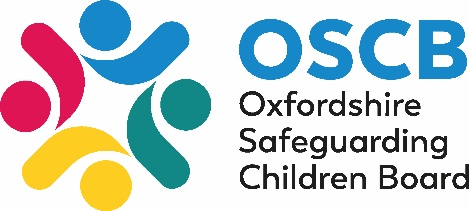 OSCB
Oxfordshire
Safeguarding
Children Board